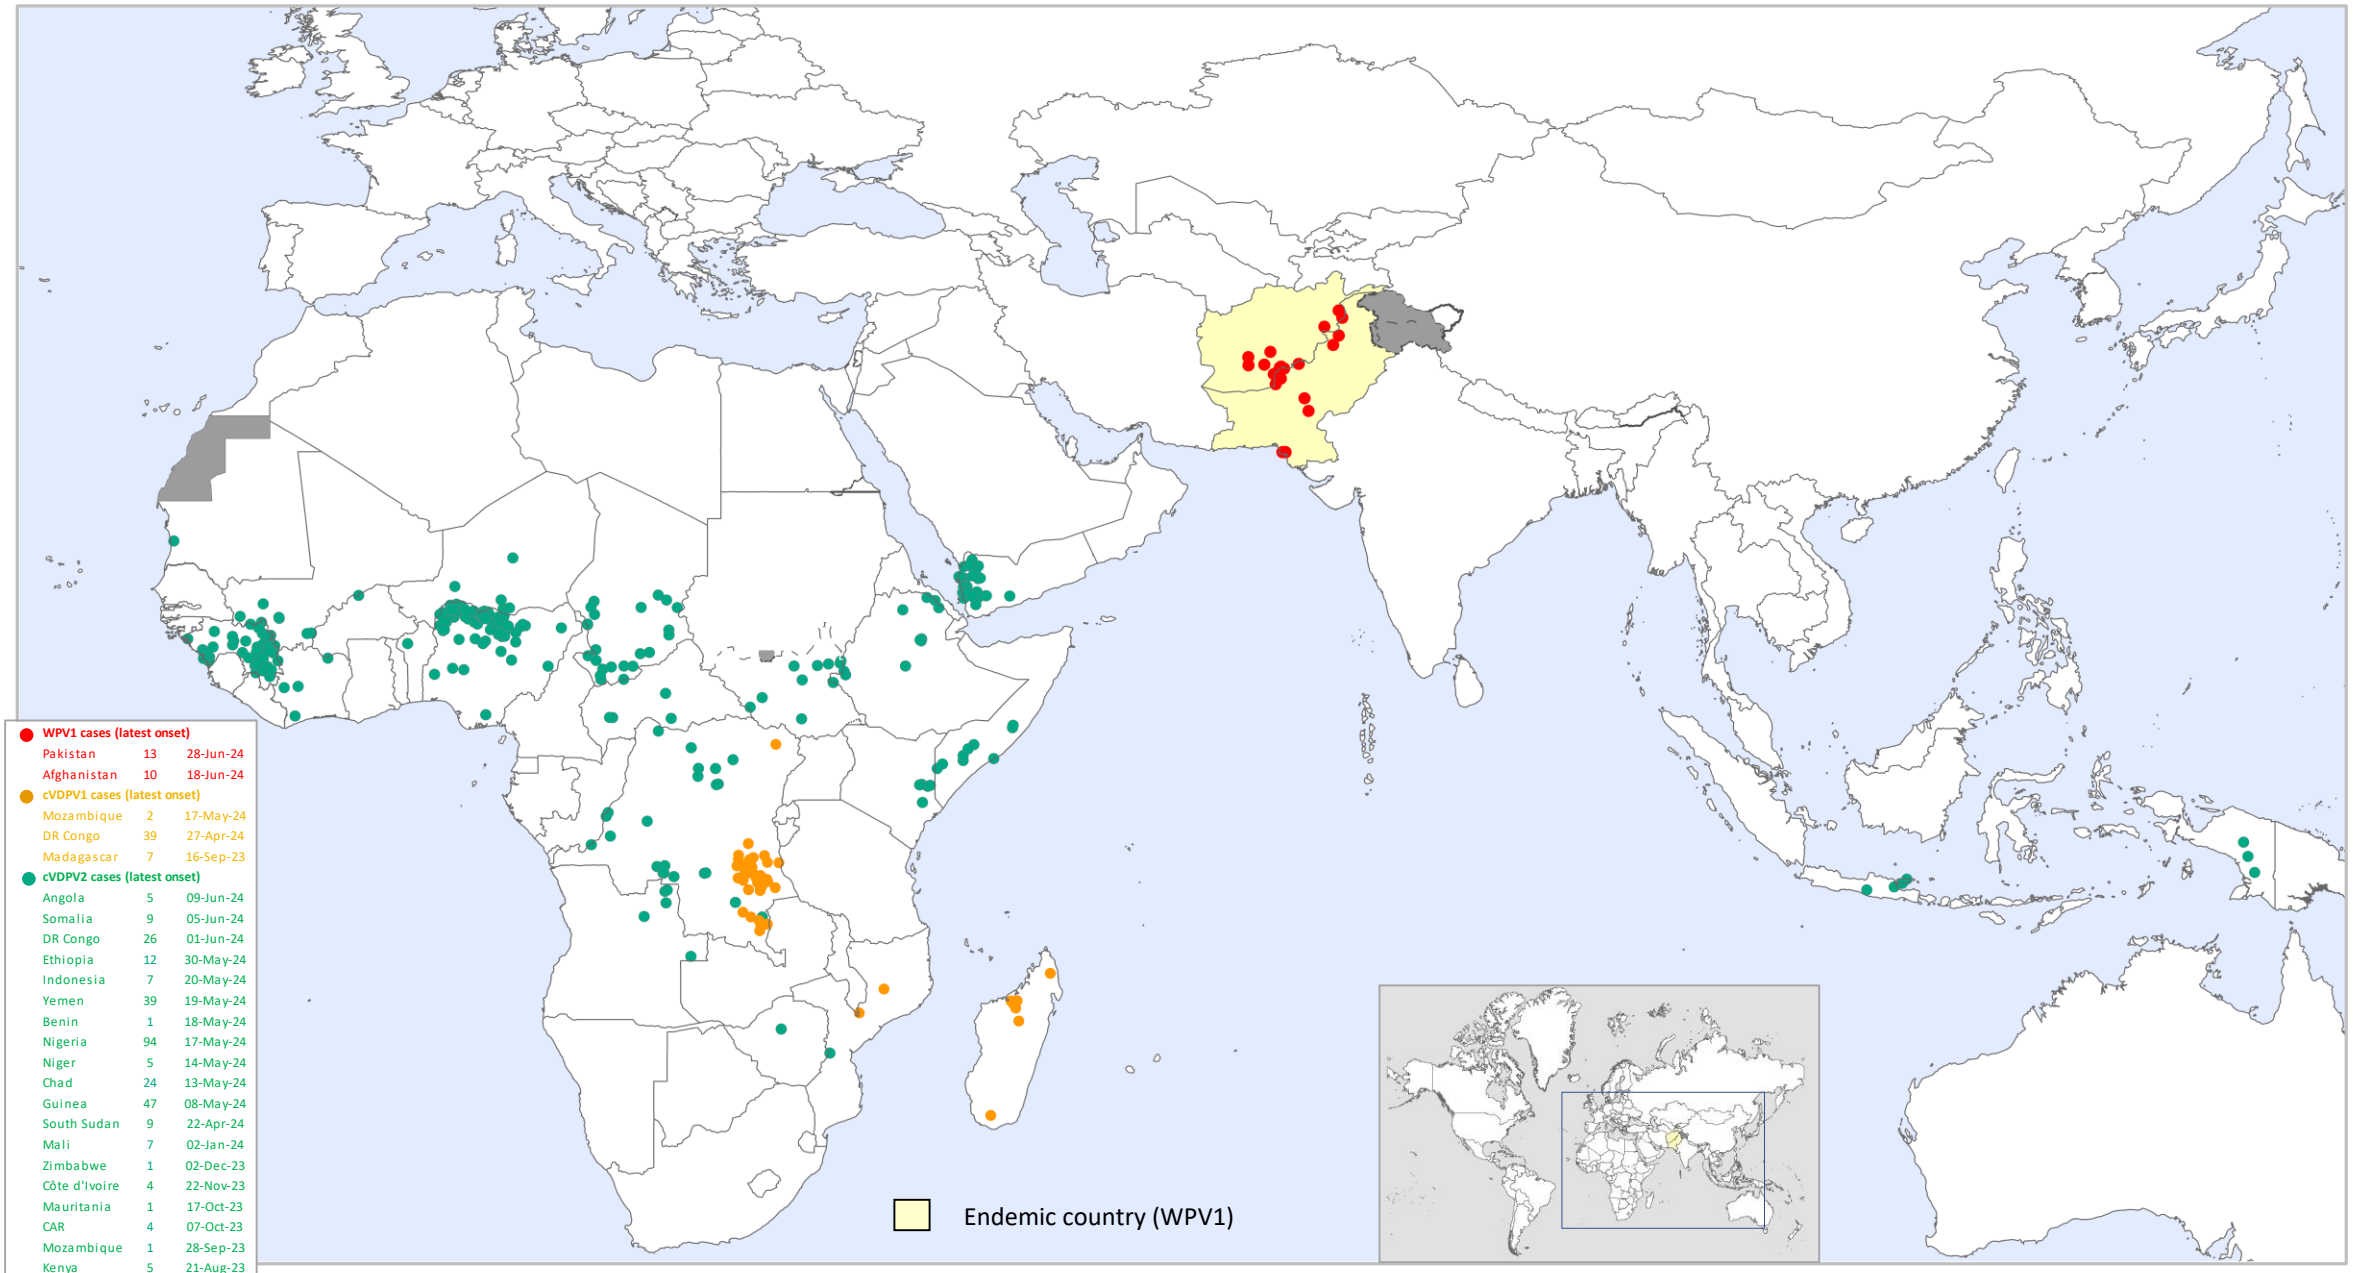 WPV1 cases (latest onset)
Pakistan 13 28-Jun-24
Afghanistan 10 18-Jun-24
cVDPV1 cases (latest onset)
Mozambique 2 17-May-24
DR Congo 39 27-Apr-24
Madagascar 7 16-Sep-23
cVDPV2 cases (latest onset)
Angola 5 09-Jun-24
Somalia 9 05-Jun-24
DR Congo 26 01-Jun-24
Ethiopia 12 30-May-24
Indonesia 7 20-May-24
Yemen 39 19-May-24
Benin 1 18-May-24
Nigeria 94 17-May-24
Niger 5 14-May-24
Chad 24 13-May-24
Guinea 47 08-May-24
South Sudan 9 22-Apr-24
Mali 7 02-Jan-24
Zimbabwe 1 02-Dec-23
Côte d'Ivoire 4 22-Nov-23
Mauritania 1 17-Oct-23
CAR 4 07-Oct-23
Mozambique 1 28-Sep-23
Kenya 5 21-Aug-23
Endemic country (WPV1)